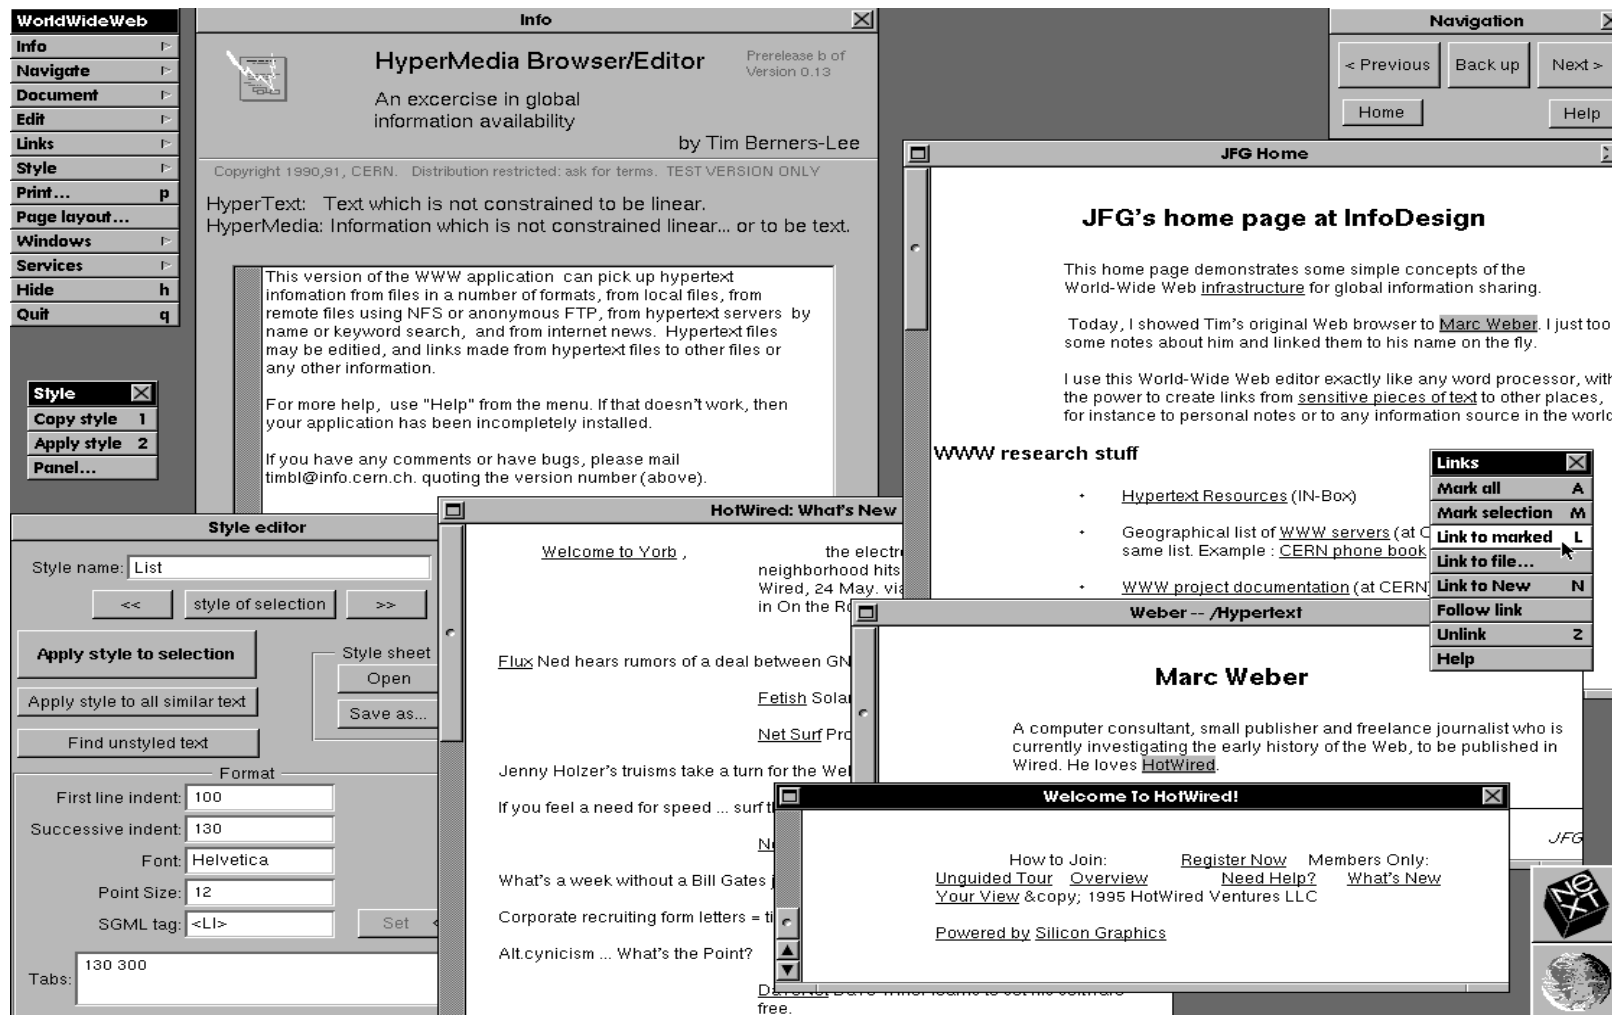 WorldWideWeb
Info
Navigate
Document
Edit
Links
Style
Print... p
Page layout...
Windows
Services
Hide h
Quit q
Style
Copy style 1
Apply style 2
Panel...
Info
HyperMedia Browser/Editor
Prerelease b of
Version 0.13
An excercise in global
information availability
by Tim Berners-Lee
Copyright 1990,91, CERN. Distribution restricted: ask for terms. TEST VERSION ONLY
HyperText: Text which is not constrained to be linear.
HyperMedia: Information which is not constrained linear... or to be text.
This version of the WWW application can pick up hypertext
infomation from files in a number of formats, from local files, from
remote files using NFS or anonymous FTP, from hypertext servers by
name or keyword search, and from internet news. Hypertext files
may be editied, and links made from hypertext files to other files or
any other information.
For more help, use "Help" from the menu. If that doesn't work, then
your application has been incompletely installed.
If you have any comments or have bugs, please mail
timbl@info.cern.ch. quoting the version number (above).
Navigation
< Previous Back up Next >
Home Help
JFG Home
JFG's home page at InfoDesign
This home page demonstrates some simple concepts of the
World-Wide Web infrastructure for global information sharing.
Today, I showed Tim's original Web browser to Marc Weber. I just too
some notes about him and linked them to his name on the fly.
I use this World-Wide Web editor exactly like any word processor, with
the power to create links from sensitive pieces of text to other places,
for instance to personal notes or to any information source in the world
WWW research stuff
• Hypertext Resources (IN-Box)
• Geographical list of WWW servers (at C
same list. Example : CERN phone book
• WWW project documentation (at CERN)
Links
Mark all A
Mark selection M
Link to marked L
Link to file...
Link to New N
Follow link
Unlink Z
Help
Style editor
Style name: List
<< style of selection >>
Apply style to selection
Style sheet
Open
Apply style to all similar text
Save as...
Find unstyled text
Format
First line indent: 100
Successive indent: 130
Font: Helvetica
Point Size: 12
SGML tag: <LI>
Set
Tabs: 130 300
HotWired: What's New
Welcome to Yorb , the electr
neighborhood hits
Wired, 24 May. via
in On the Ro
Flux Ned hears rumors of a deal between GN
Fetish Solar
Net Surf Pro
Jenny Holzer's truisms take a turn for the Wel
If you feel a need for speed ... surf t
What's a week without a Bill Gates j
Corporate recruiting form letters = ti
Alt.cynicism ... What's the Point?
free.
Weber -- /Hypertext
Marc Weber
A computer consultant, small publisher and freelance journalist who is
currently investigating the early history of the Web, to be published in
Wired. He loves HotWired.
JFG
Welcome To HotWired!
How to Join: Register Now Members Only:
Unguided Tour Overview Need Help? What's New
Your View &copy; 1995 HotWired Ventures LLC
Powered by Silicon Graphics
NeXT